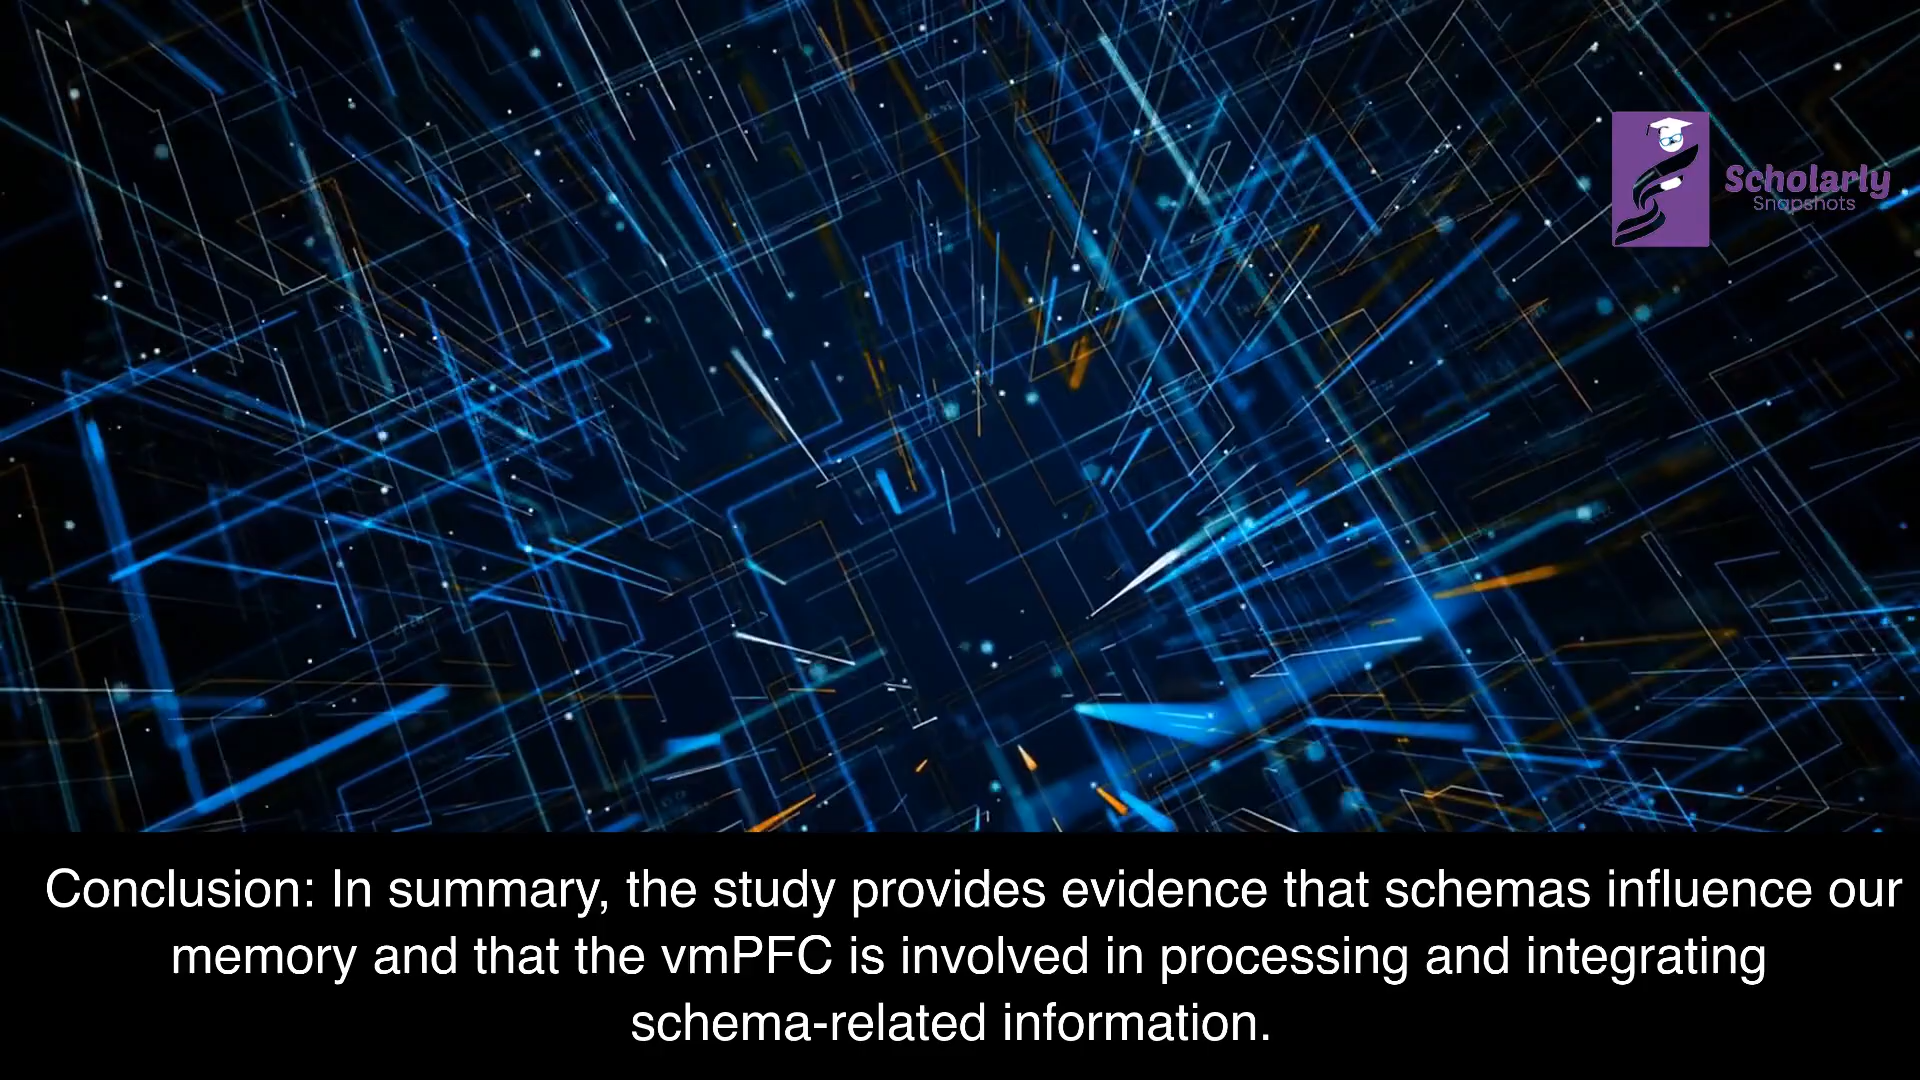 Scholarly
Snapshots
Conclusion: In summary, the study provides evidence that schemas influence our
memory and that the vmPFC is involved in processing and integrating
schema-related information.